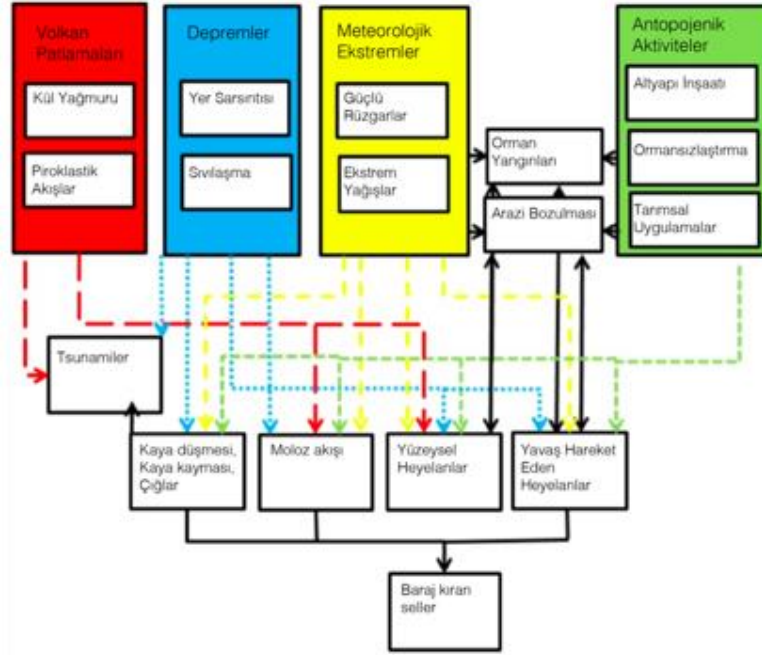 Volkan
Patlamaları
Kül Yağmuru
Piroklastik
Akışlar
Depremler
Yer Sarsıntısı
Sıvılaşma
Meteorolojik
Ekstremler
Güçlü
Rüzgarlar
Ekstrem
Yağışlar
Orman
Yangınları
Arazi Bozulması
Antopojenik
Aktiviteler
Altyapı İnşaatı
Ormansızlaştırma
Tarımsal
Uygulamalar
Tsunamiler
Kaya düşmesi,
Kaya kayması,
Çığlar
Moloz akışı
Yüzeysel
Heyelanlar
Yavaş Hareket
Eden
Heyelanlar
Baraj kıran
seller